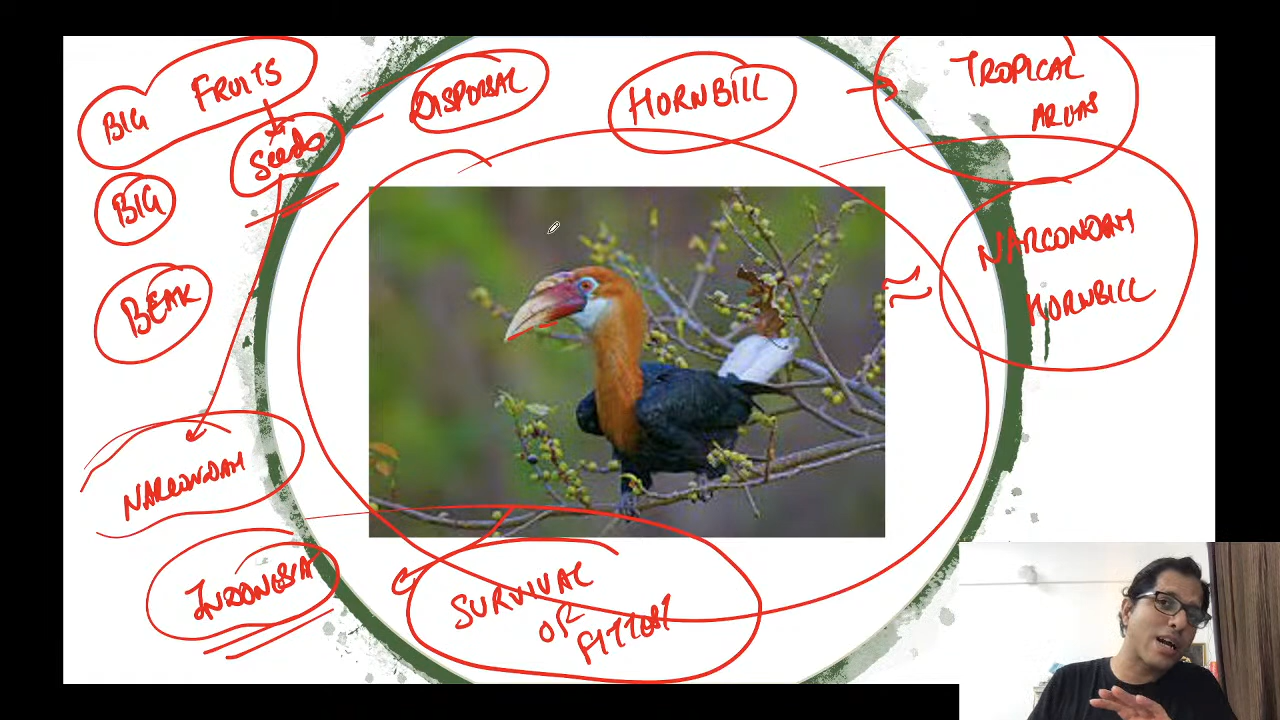 BIG FRUITS
Seeds
DISPERSAL
HORNBILL
TROPICAL
AREAS
BIG
BEAK
NARCONDAM
HORNBILL
NARCONDAM
INDONESIA
SURVIVAL
OF
FITTEST